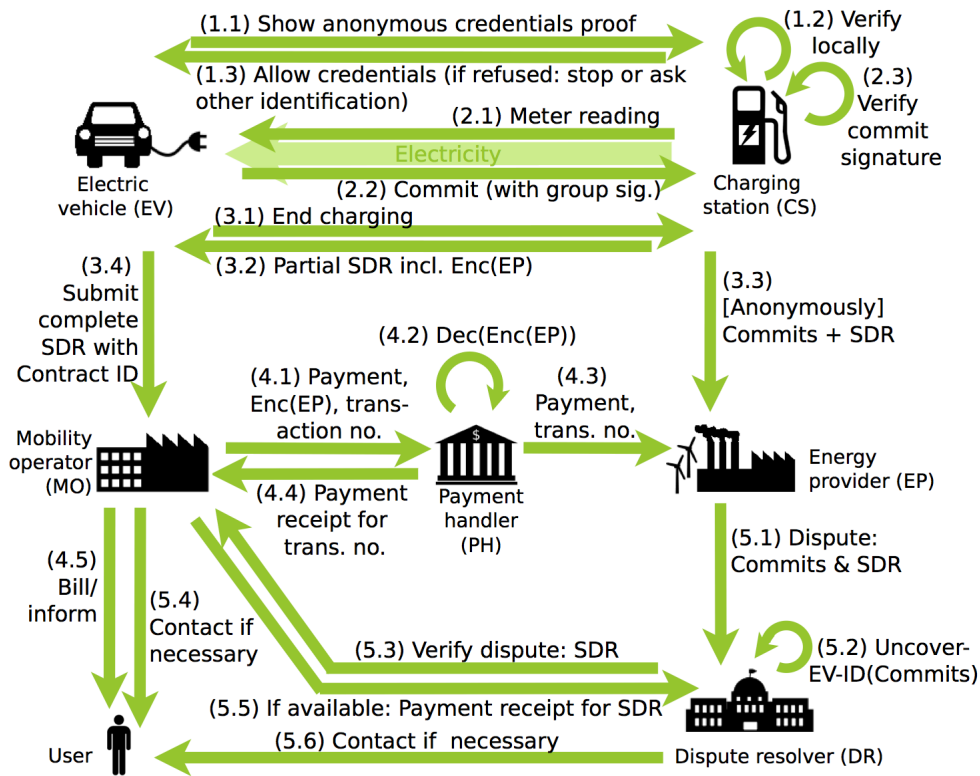 (1.1) Show anonymous credentials proof
(1.2) Verify
locally
(1.3) Allow credentials (if refused: stop or ask
other identification)
(2.3)
Verify
commit
signature
(2.1) Meter reading
Electricity
(2.2) Commit (with group sig.)
Electric
vehicle (EV)
Charging
station (CS)
(3.1) End charging
(3.2) Partial SDR incl. Enc(EP)
(3.4)
Submit
complete
SDR with
Contract ID
(3.3)
[Anonymously]
Commits + SDR
(4.2) Dec(Enc(EP))
(4.1) Payment,
Enc(EP), trans-
action no.
(4.3)
Payment,
trans. no.
Mobility
operator
(MO)
$
Energy
provider (EP)
(4.4) Payment
receipt for
trans. no.
Payment
handler
(PH)
(4.5)
Bill/
inform
(5.4)
Contact if
necessary
(5.1) Dispute:
Commits & SDR
(5.3) Verify dispute: SDR
(5.2) Uncover-
EV-ID(Commits)
(5.5) If available: Payment receipt for SDR
(5.6) Contact if necessary
User
Dispute resolver (DR)